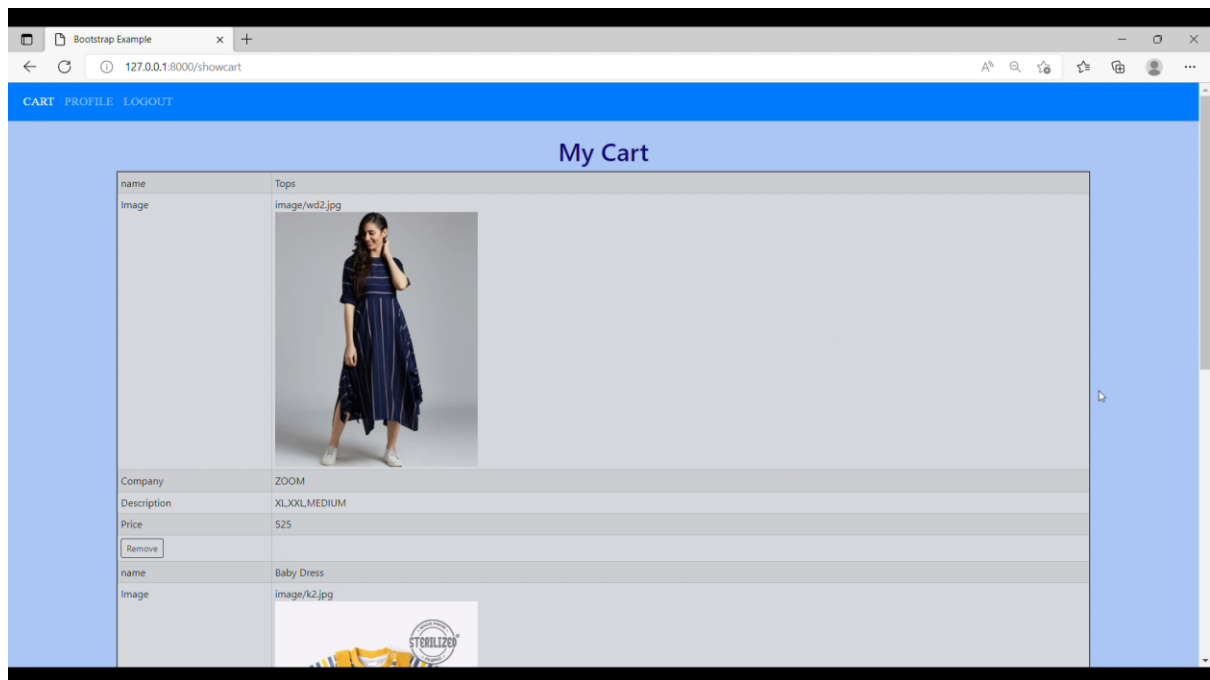 Bootstrap Example
127.0.0.1:8000/showcart
CART PROFILE LOGOUT
My Cart
name Tops
Image image/wd2.jpg
Company ZOOM
Description XL,XXL,MEDIUM
Price 525
Remove
name Baby Dress
Image image/k2.jpg
STERILIZED